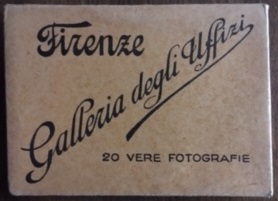 Firenze
Galleria degli Uffizi
20 VERE FOTOGRAFIE